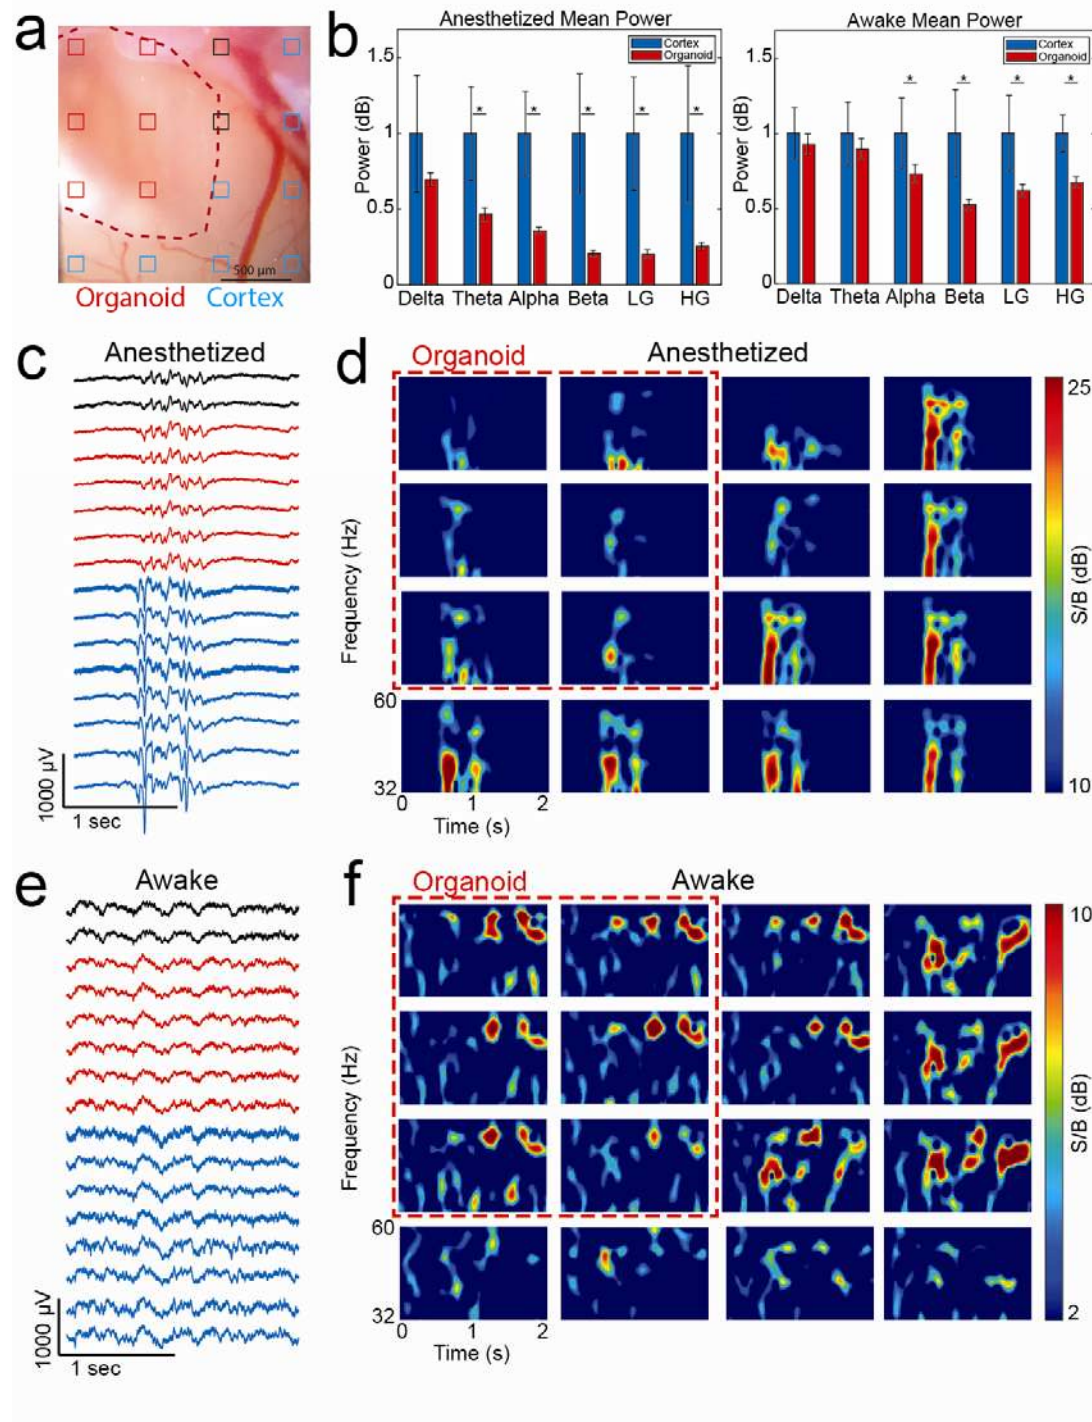 a
500 µm
Organoid Cortex
b
Anesthetized Mean Power
Cortex
Organoid
Power (dB)
1.5
1
0.5
0
* * * * *
Delta Theta Alpha Beta LG HG
Awake Mean Power
Cortex
Organoid
Power (dB)
1.5
1
0.5
0
* * * *
Delta Theta Alpha Beta LG HG
c
Anesthetized
1000 µV
1 sec
d
Organoid Anesthetized
Frequency (Hz)
60
32
0 1 2
Time (s)
25
S/B (dB)
10
e
Awake
1000 µV
1 sec
f
Organoid Awake
Frequency (Hz)
60
32
0 1 2
Time (s)
10
S/B (dB)
2